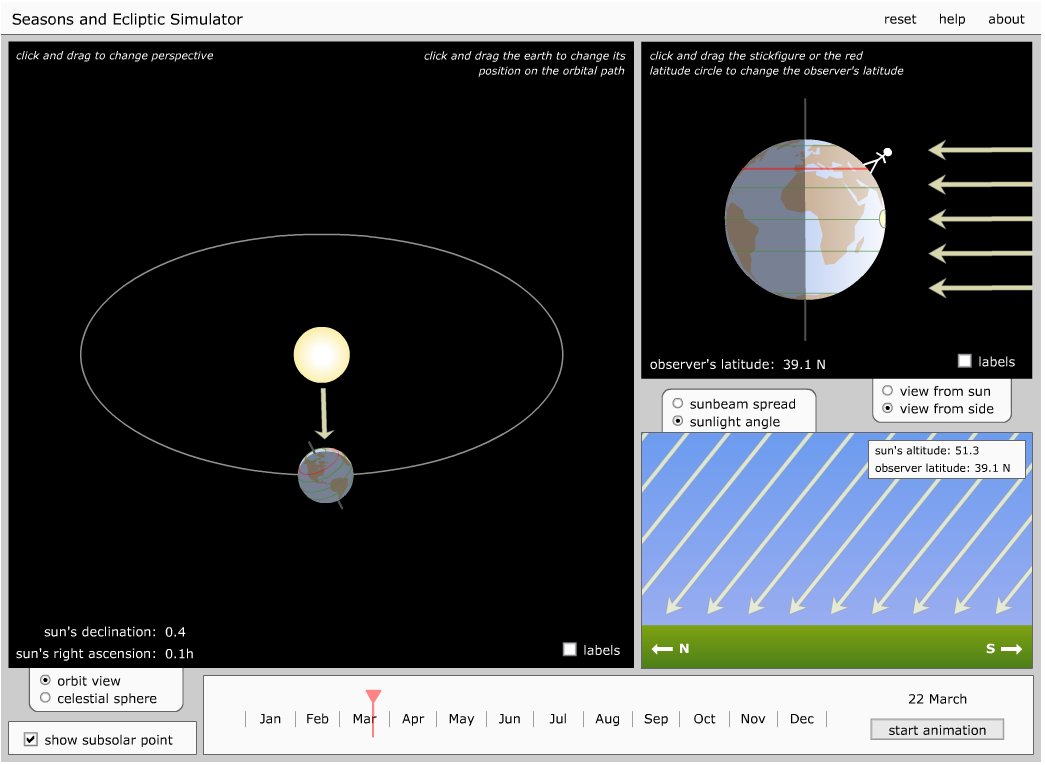 Seasons and Ecliptic Simulator
reset help about
click and drag to change perspective
click and drag the earth to change its
position on the orbital path
sun's declination: 0.4
sun's right ascension: 0.1h
labels
click and drag the stickfigure or the red
latitude circle to change the observer's latitude
observer's latitude: 39.1 N
labels
view from sun
view from side
sunbeam spread
sunlight angle
sun's altitude: 51.3
observer latitude: 39.1 N
N
S
orbit view
celestial sphere
show subsolar point
Jan Feb Mar Apr May Jun Jul Aug Sep Oct Nov Dec
22 March
start animation